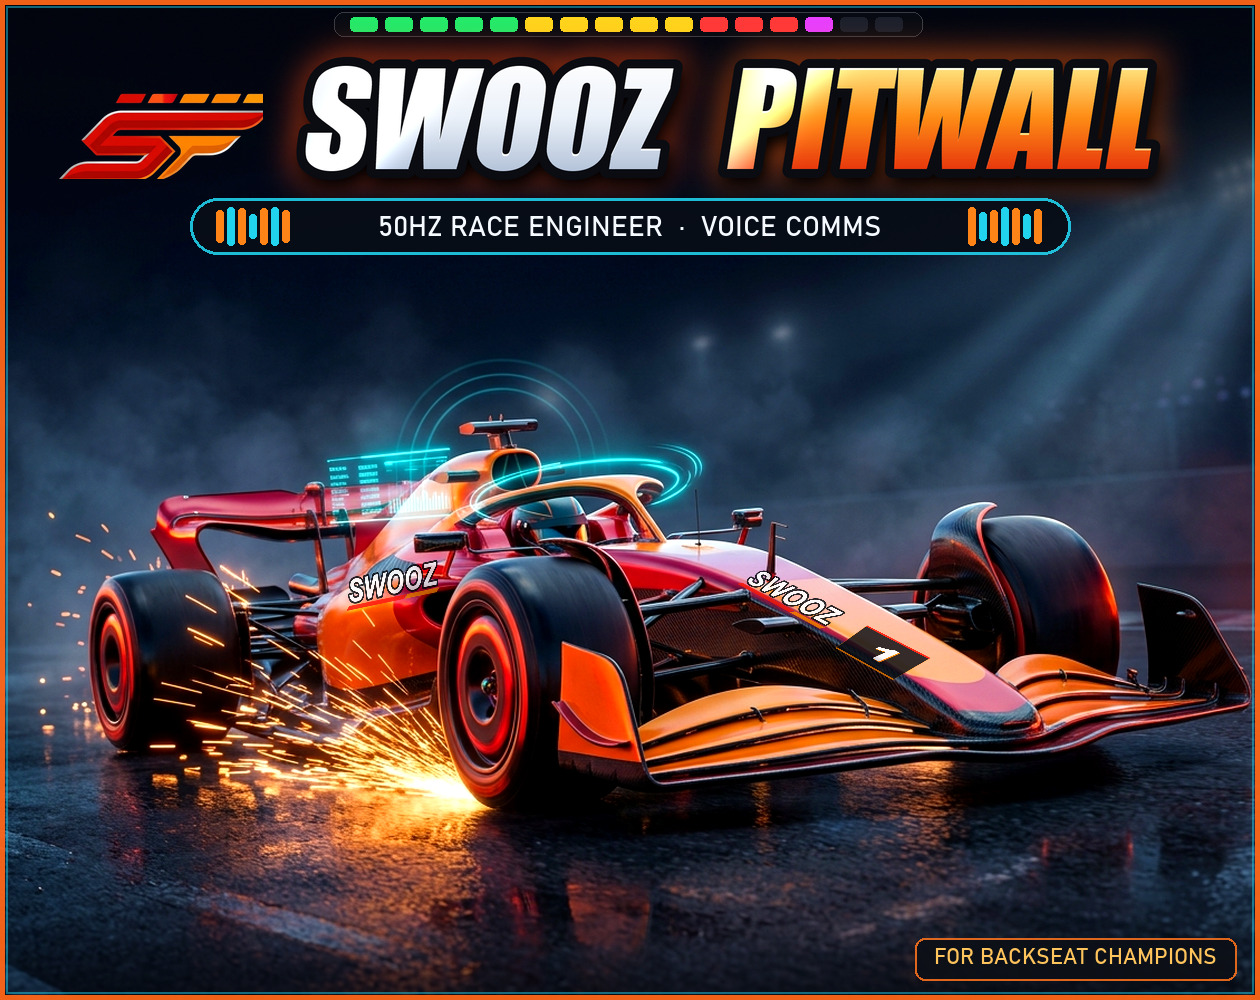 SWOOZ PITWALL
50HZ RACE ENGINEER · VOICE COMMS
SWOOZ
SWOOZ
1
FOR BACKSEAT CHAMPIONS